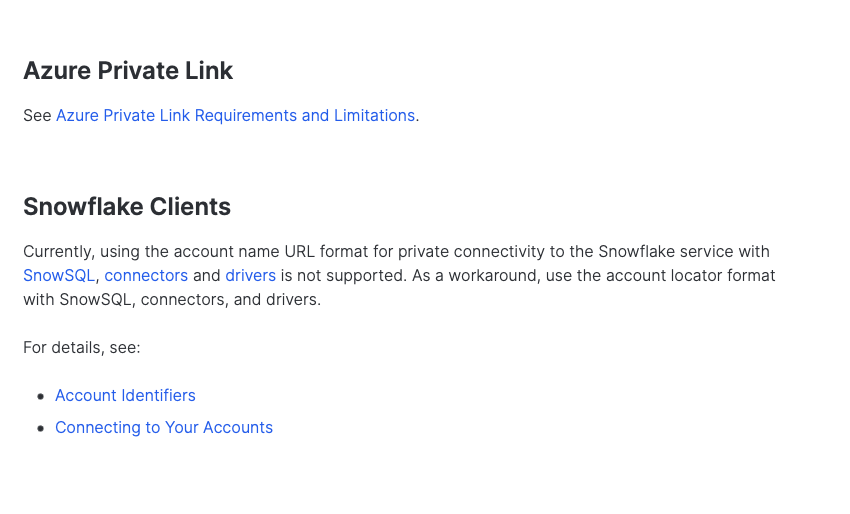 Azure Private Link
See Azure Private Link Requirements and Limitations.
Snowflake Clients
Currently, using the account name URL format for private connectivity to the Snowflake service with
SnowSQL, connectors and drivers is not supported. As a workaround, use the account locator format
with SnowSQL, connectors, and drivers.
For details, see:
• Account Identifiers
• Connecting to Your Accounts